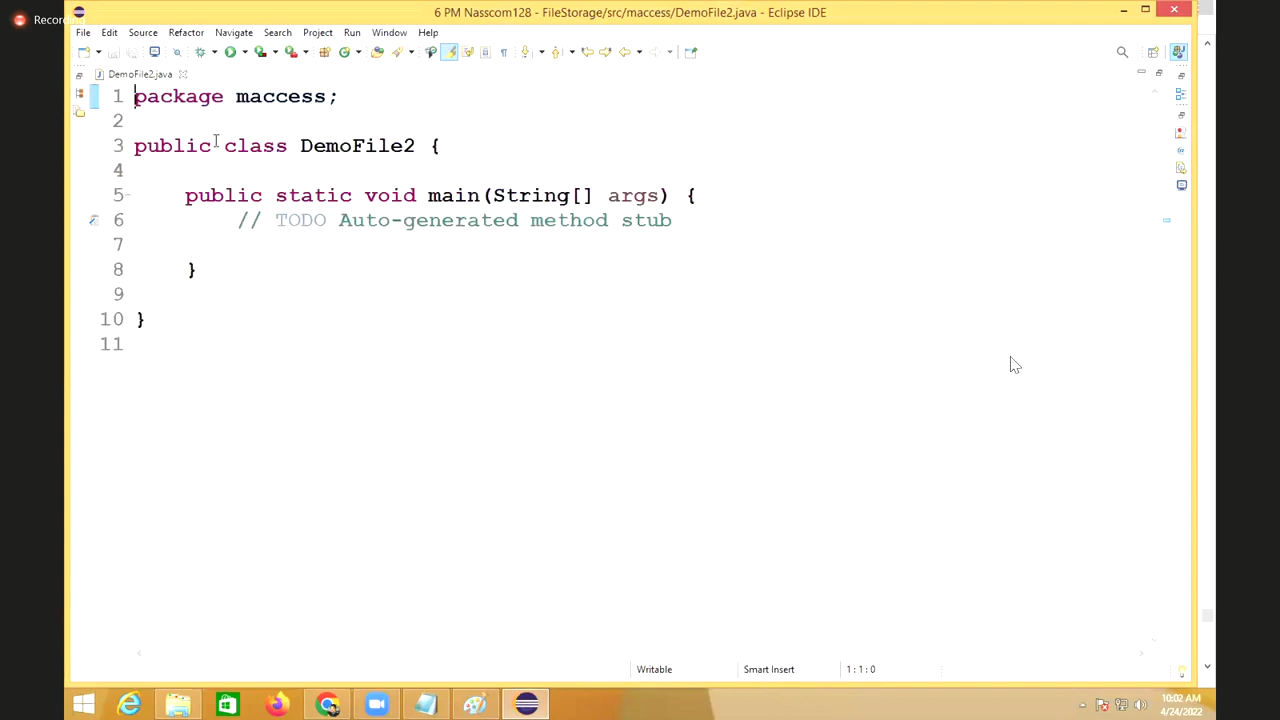 Recor
6 PM Nasscom128 - FileStorage/src/maccess/DemoFile2.java - Eclipse IDE
File Edit Source Refactor Navigate Search Project Run Window Help
DemoFile2.java
1 package maccess;
2
3 public class DemoFile2 {
4
5 public static void main(String[] args) {
6 // TODO Auto-generated method stub
7
8 }
9
10 }
11
Writable Smart Insert 1 : 1 : 0
10:02 AM
4/24/2022